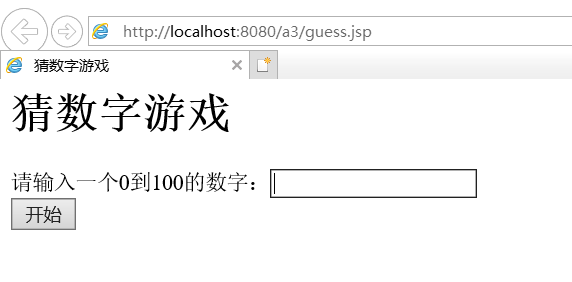 http://localhost:8080/a3/guess.jsp
猜数字游戏
猜数字游戏
请输入一个0到100的数字：
开始